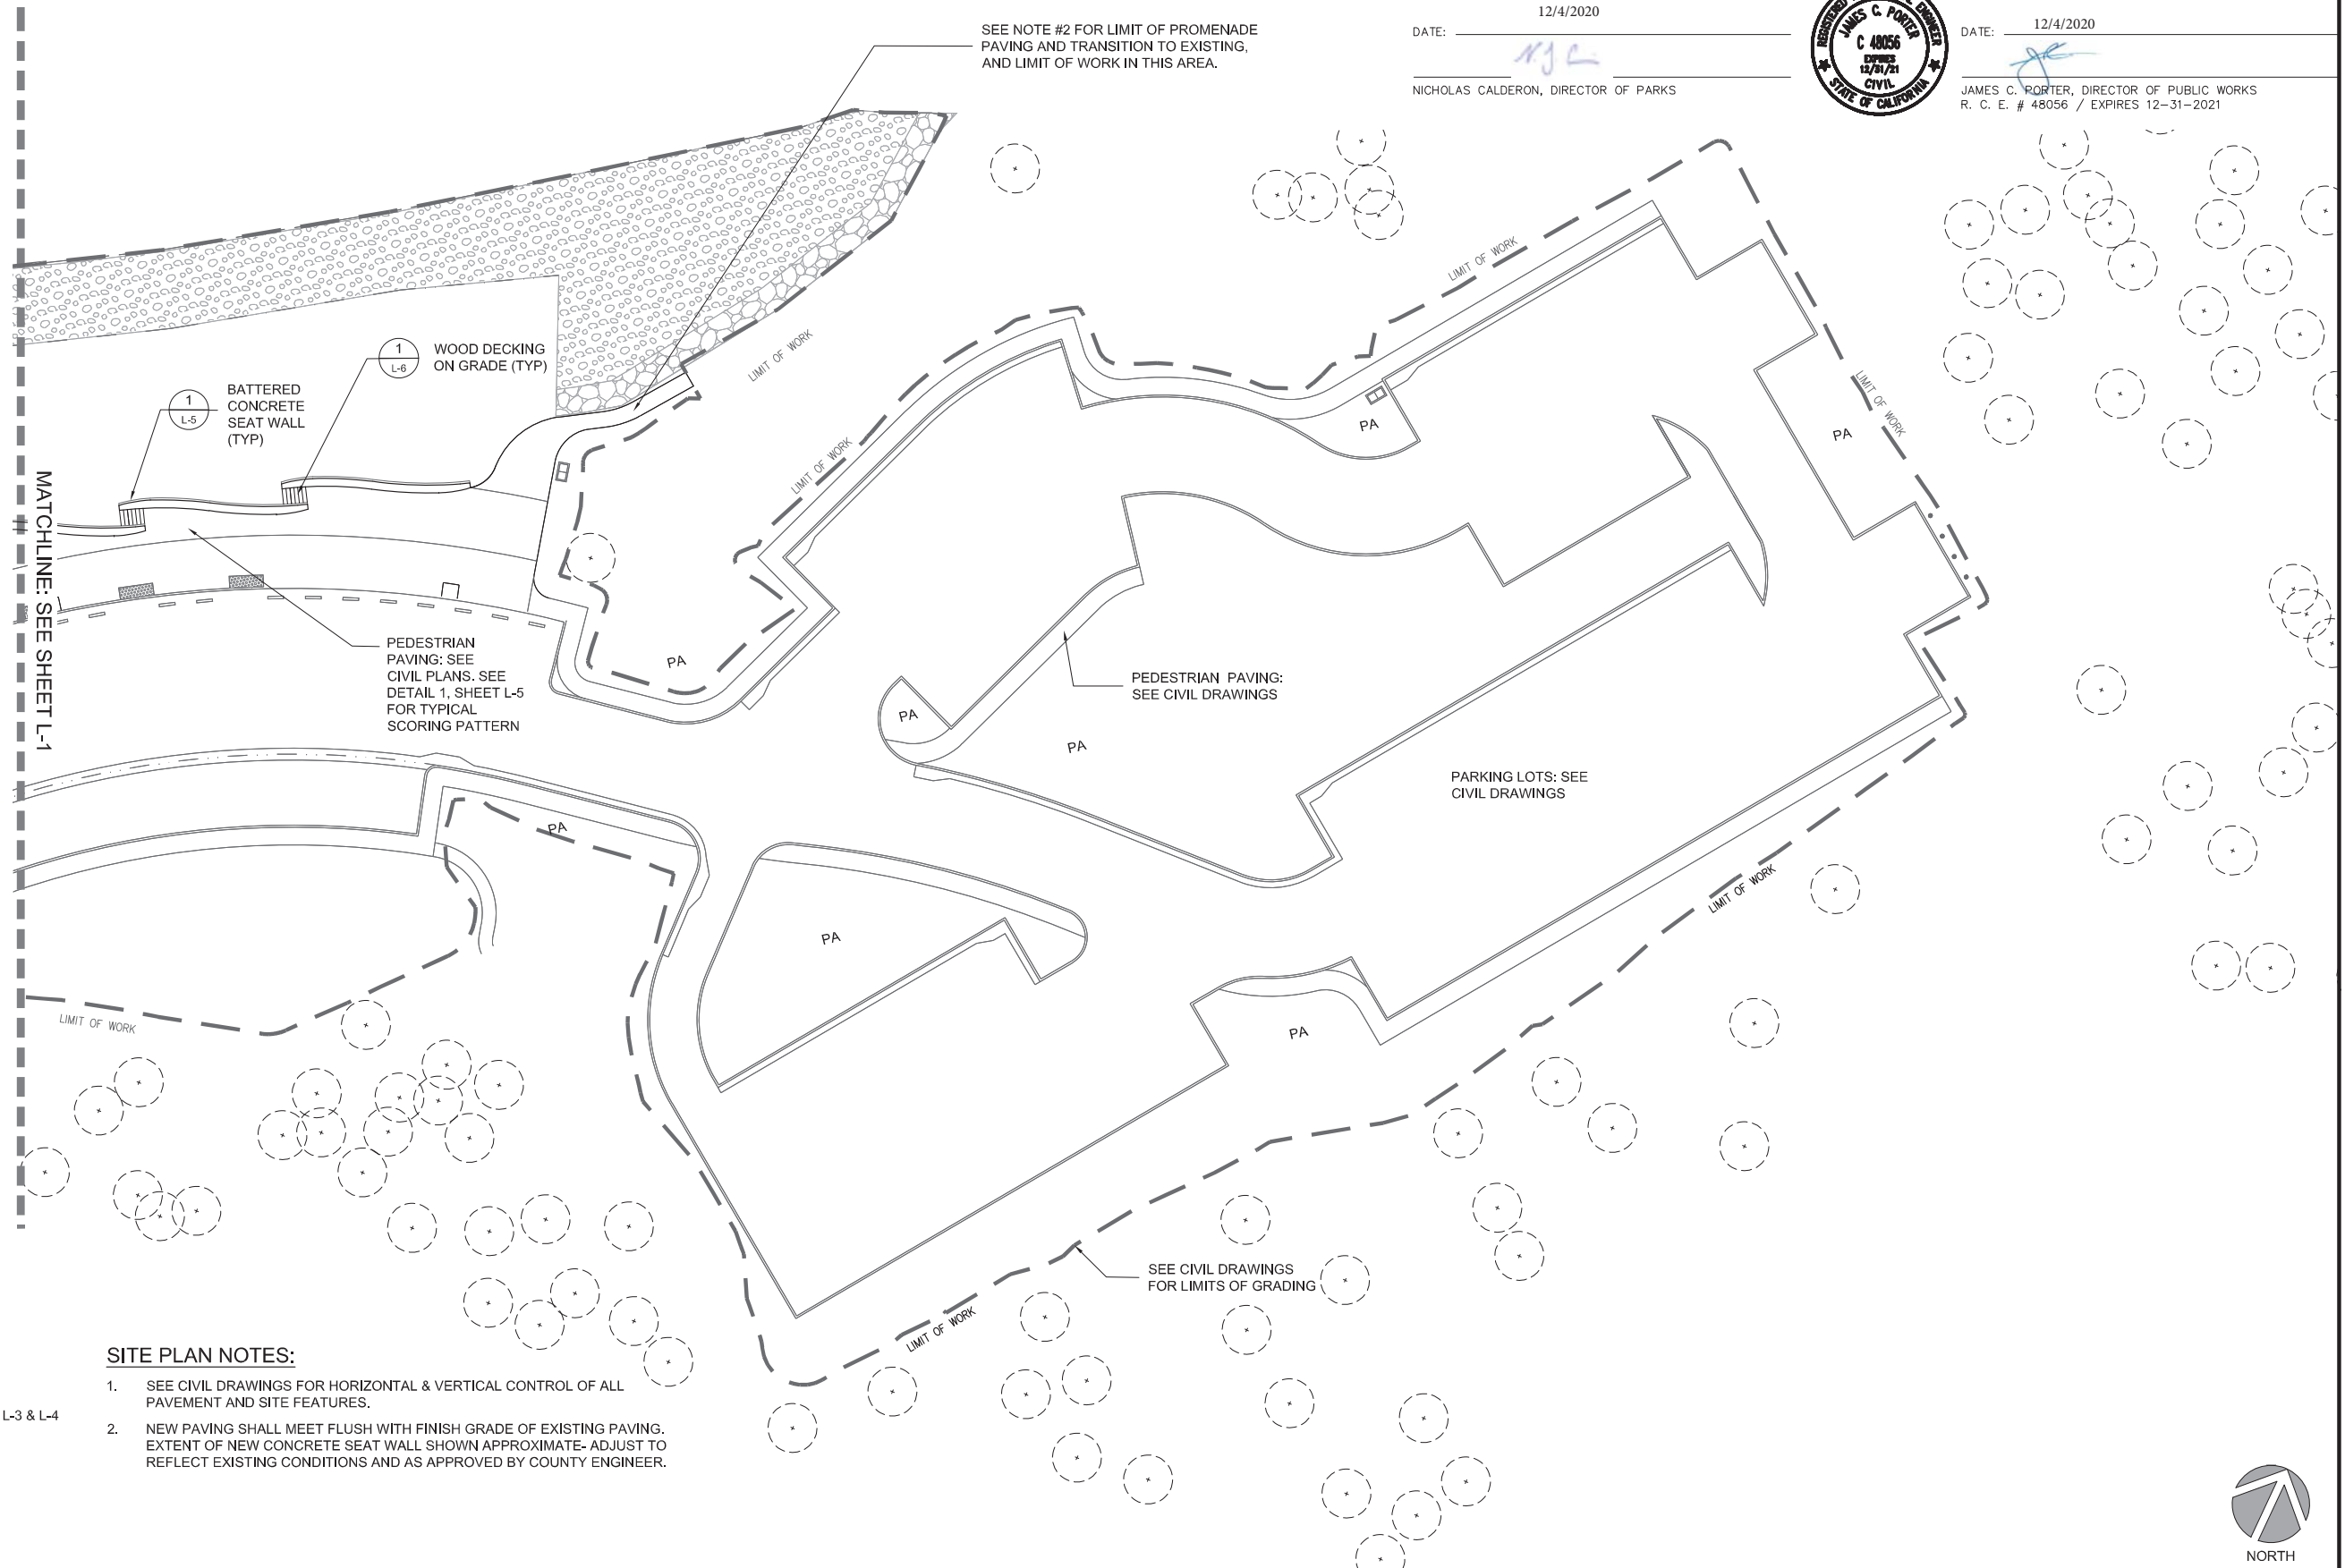 SEE NOTE #2 FOR LIMIT OF PROMENADE
PAVING AND TRANSITION TO EXISTING,
AND LIMIT OF WORK IN THIS AREA.
12/4/2020
DATE:
NICHOLAS CALDERON, DIRECTOR OF PARKS
REGISTERED
ENGINEER
JAMES C. PORTER
C 48056
EXPIRES
12/31/21
CIVIL
STATE OF CALIFORNIA
DATE:
12/4/2020
JAMES C. PORTER, DIRECTOR OF PUBLIC WORKS
R. C. E. # 48056 / EXPIRES 12-31-2021
LIMIT OF WORK
LIMIT OF WORK
LIMIT OF WORK
LIMIT OF WORK
1
L-6
WOOD DECKING
ON GRADE (TYP)
1
L-5
BATTERED
CONCRETE
SEAT WALL
(TYP)
PA
PA
MATCHLINE: SEE SHEET L-1
PEDESTRIAN
PAVING: SEE
CIVIL PLANS. SEE
DETAIL 1, SHEET L-5
FOR TYPICAL
SCORING PATTERN
PA
PEDESTRIAN PAVING:
SEE CIVIL DRAWINGS
PA
PA
PARKING LOTS: SEE
CIVIL DRAWINGS
PA
LIMIT OF WORK
PA
LIMIT OF WORK
PA
SEE CIVIL DRAWINGS
FOR LIMITS OF GRADING
LIMIT OF WORK
SITE PLAN NOTES:
1. SEE CIVIL DRAWINGS FOR HORIZONTAL & VERTICAL CONTROL OF ALL
PAVEMENT AND SITE FEATURES.
L-3 & L-4
2. NEW PAVING SHALL MEET FLUSH WITH FINISH GRADE OF EXISTING PAVING.
EXTENT OF NEW CONCRETE SEAT WALL SHOWN APPROXIMATE- ADJUST TO
REFLECT EXISTING CONDITIONS AND AS APPROVED BY COUNTY ENGINEER.
NORTH